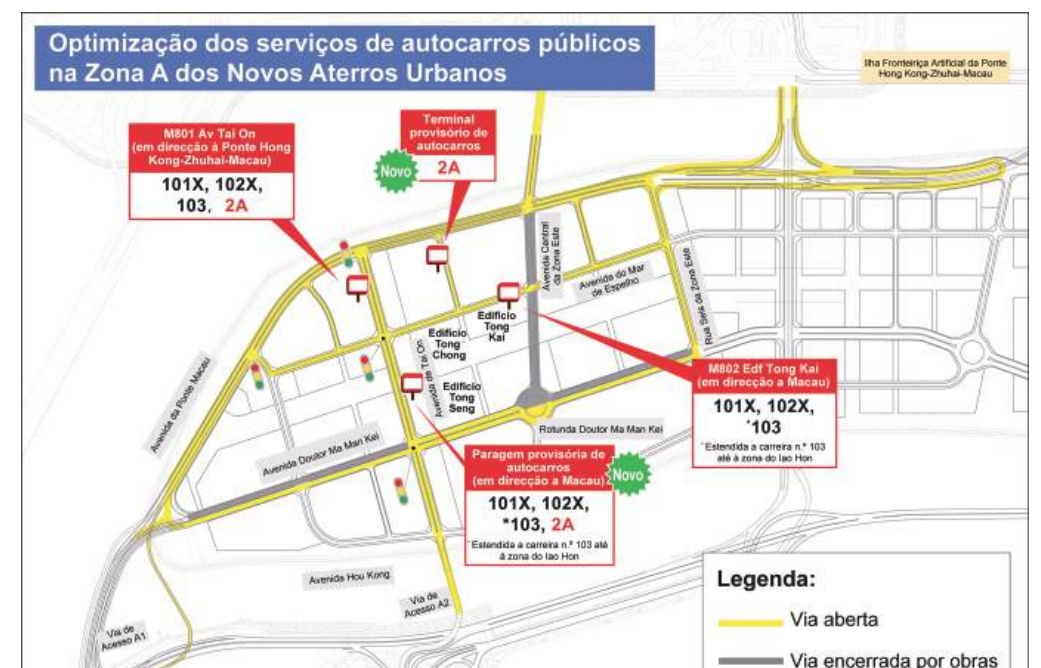 Optimização dos serviços de autocarros públicos
na Zona A dos Novos Aterros Urbanos
Ilha Fronteiriça Artificial da Ponte
Hong Kong-Zhuhai-Macau
M801 Av Tai On
(em direcção à Ponte Hong
Kong-Zhuhai-Macau)
101X, 102X,
103, 2A
Terminal
provisório de
autocarros
2A
Novo
Avenida Central
da Zona Este
Avenida do Mar
de Espelho
Rua Seis da Zona Este
Edifício
Tong
Kai
Edifício
Tong
Chong
Avenida de Tai On
Edifício
Tong
Seng
Avenida da Ponte Macau
M802 Edf Tong Kai
(em direcção a Macau)
101X, 102X,
*103
*Estendida a carreira n.º 103
até à zona do Iao Hon
Rotunda Doutor Ma Man Kei
Avenida Doutor Ma Man Kei
Paragem provisória de
autocarros
(em direcção a Macau)
Novo
101X, 102X,
*103, 2A
*Estendida a carreira n.º 103 até
à zona do Iao Hon
Avenida Hou Kong
Via de
Acesso A2
Via de
Acesso A1
Legenda:
Via aberta
Via encerrada por obras